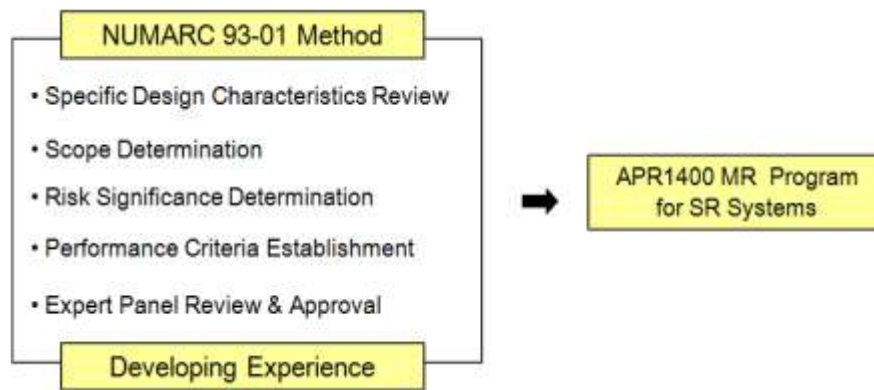 NUMARC 93-01 Method
• Specific Design Characteristics Review
• Scope Determination
• Risk Significance Determination
• Performance Criteria Establishment
• Expert Panel Review & Approval
Developing Experience
APR1400 MR Program
for SR Systems